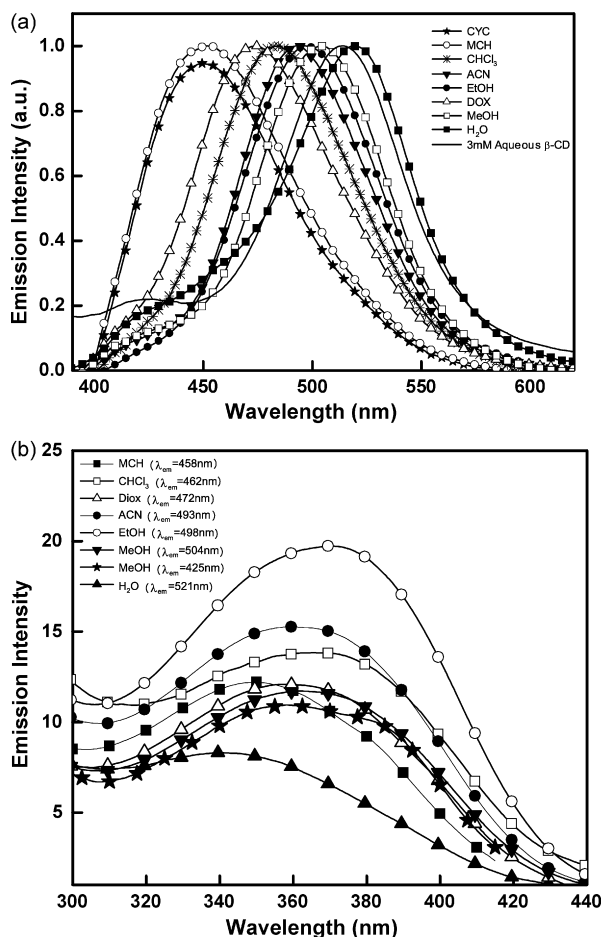 (a)
Emission Intensity (a.u.)
1.0
0.8
0.6
0.4
0.2
0.0
CYC
MCH
CHCl₃
ACN
EtOH
DOX
MeOH
H₂O
3mM Aqueous β-CD
400 450 500 550 600
Wavelength (nm)
(b)
Emission Intensity
25
20
15
10
5
MCH (λem=458nm)
CHCl₃ (λem=462nm)
Diox (λem=472nm)
ACN (λem=493nm)
EtOH (λem=498nm)
MeOH (λem=504nm)
MeOH (λem=425nm)
H₂O (λem=521nm)
300 320 340 360 380 400 420 440
Wavelength (nm)